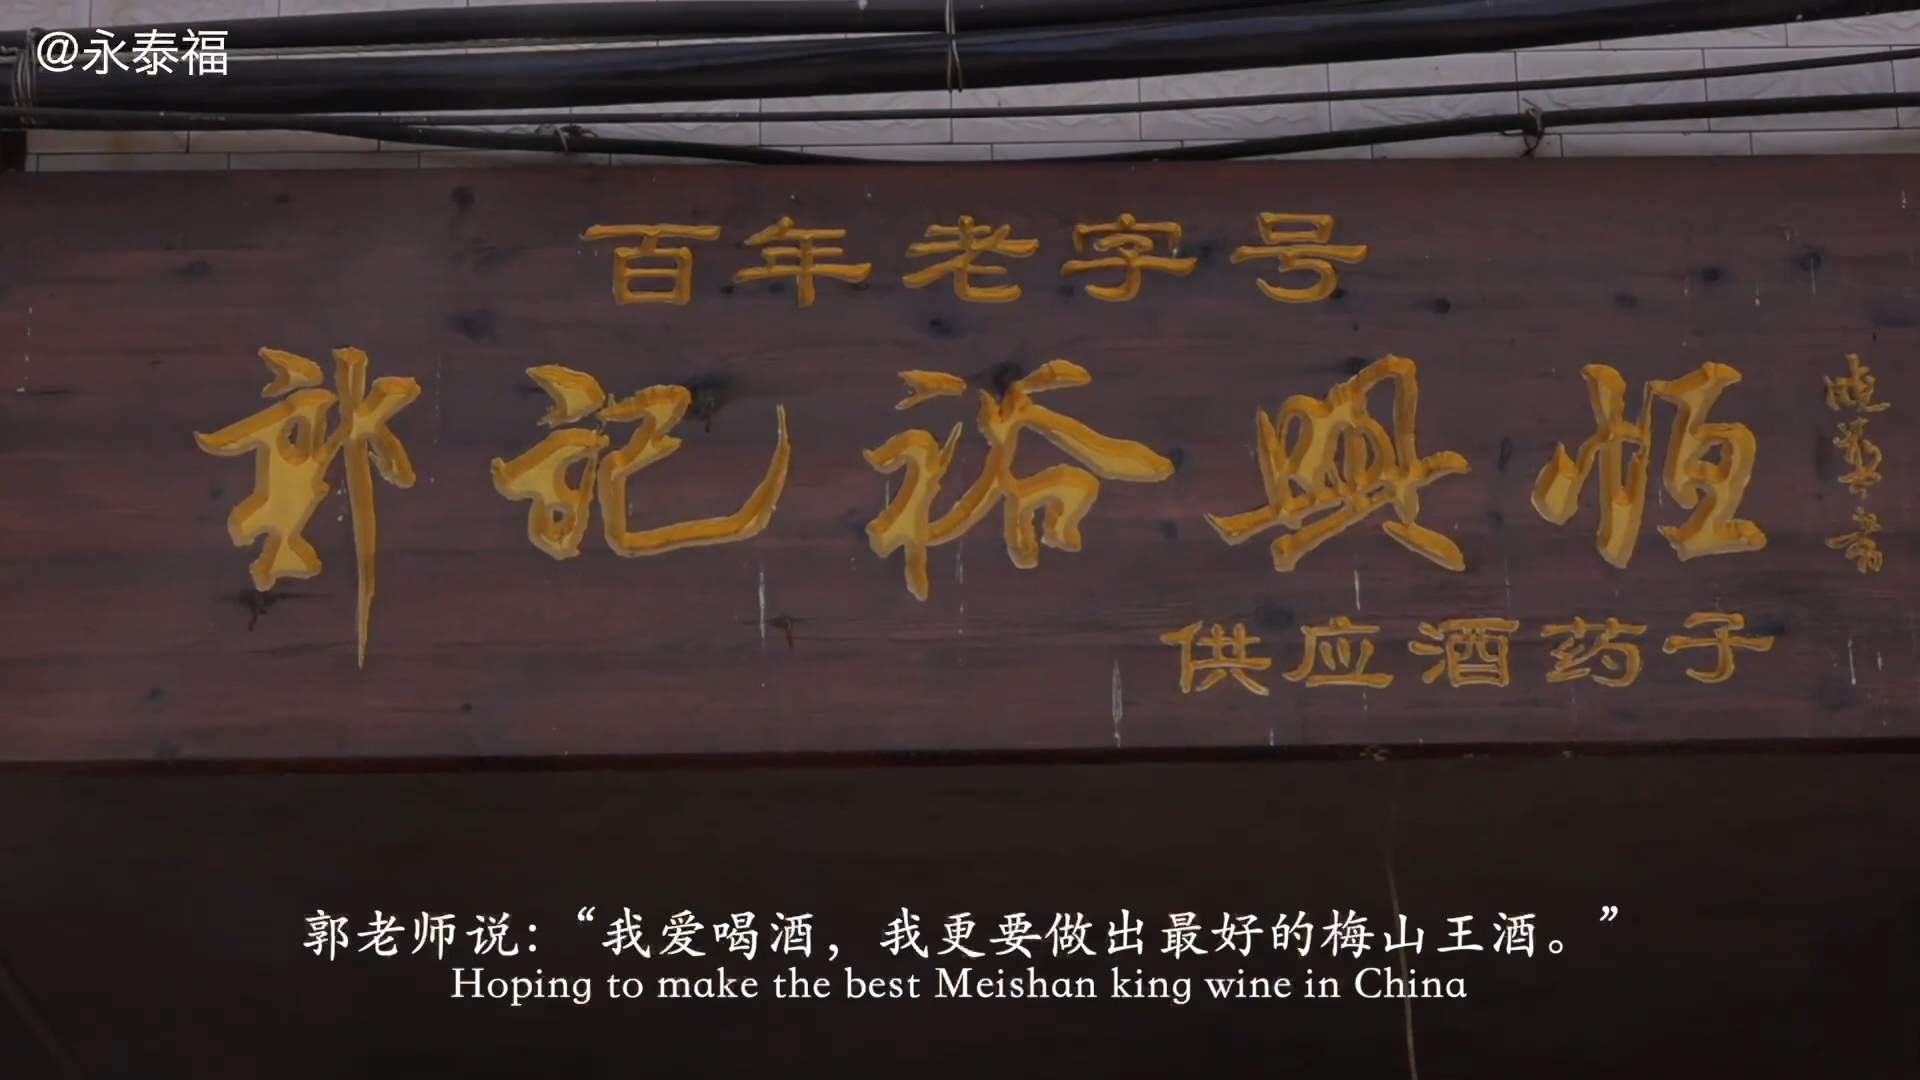 @永泰福
百年老字号
郭記裕興恒
供应酒药子
郭老师说：“我爱喝酒，我更要做出最好的梅山王酒。”
Hoping to make the best Meishan king wine in China